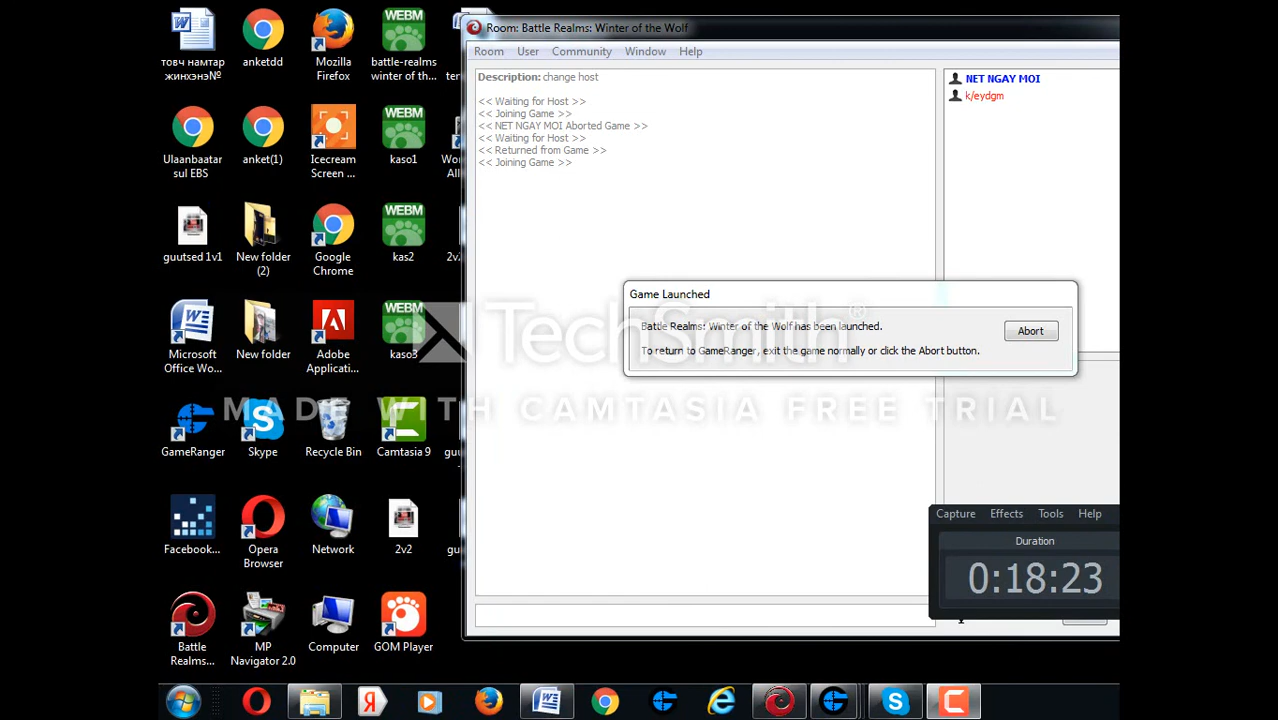 товч намтар
жинхэнэ№
anketdd
Mozilla
Firefox
WEBM
battle-realms
winter of th...
Ulaanbaatar
sul EBS
anket(1)
Icecream
Screen ...
WEBM
kaso1
guutsed 1v1
New folder
(2)
Google
Chrome
WEBM
kas2
Microsoft
Office Wo...
New folder
Adobe
Applicati...
WEBM
kaso3
GameRanger
Skype
Recycle Bin
Camtasia 9
Facebook...
Opera
Browser
Network
2v2
Battle
Realms...
MP
Navigator 2.0
Computer
GOM Player
Room: Battle Realms: Winter of the Wolf
Room User Community Window Help
Description: change host
<< Waiting for Host >>
<< Joining Game >>
<< NET NGAY MOI Aborted Game >>
<< Waiting for Host >>
<< Returned from Game >>
<< Joining Game >>
NET NGAY MOI
k/eydgm
Game Launched
Battle Realms: Winter of the Wolf has been launched.
Abort
To return to GameRanger, exit the game normally or click the Abort button.
TechSmith®
MADE WITH CAMTASIA FREE TRIAL
Capture Effects Tools Help
Duration
0:18:23